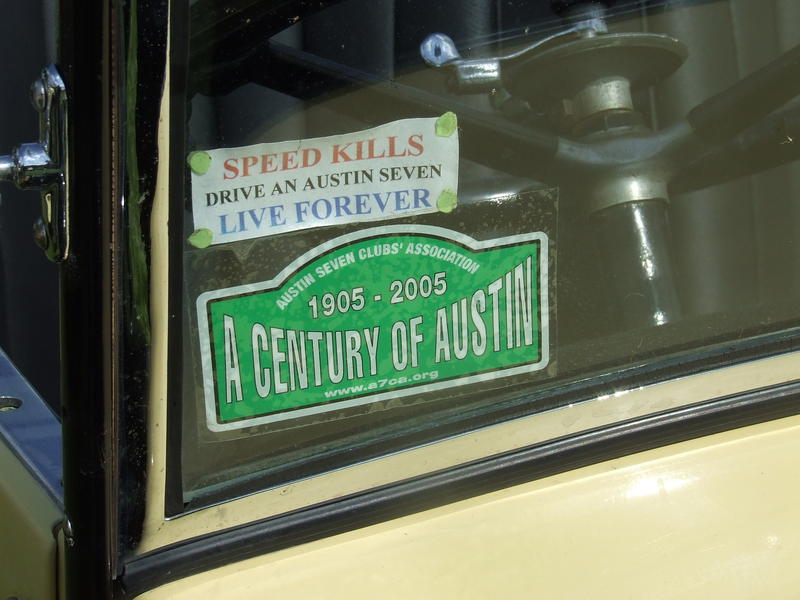 SPEED KILLS
DRIVE AN AUSTIN SEVEN
LIVE FOREVER
AUSTIN SEVEN CLUBS' ASSOCIATION
1905 - 2005
A CENTURY OF AUSTIN
www.a7ca.org